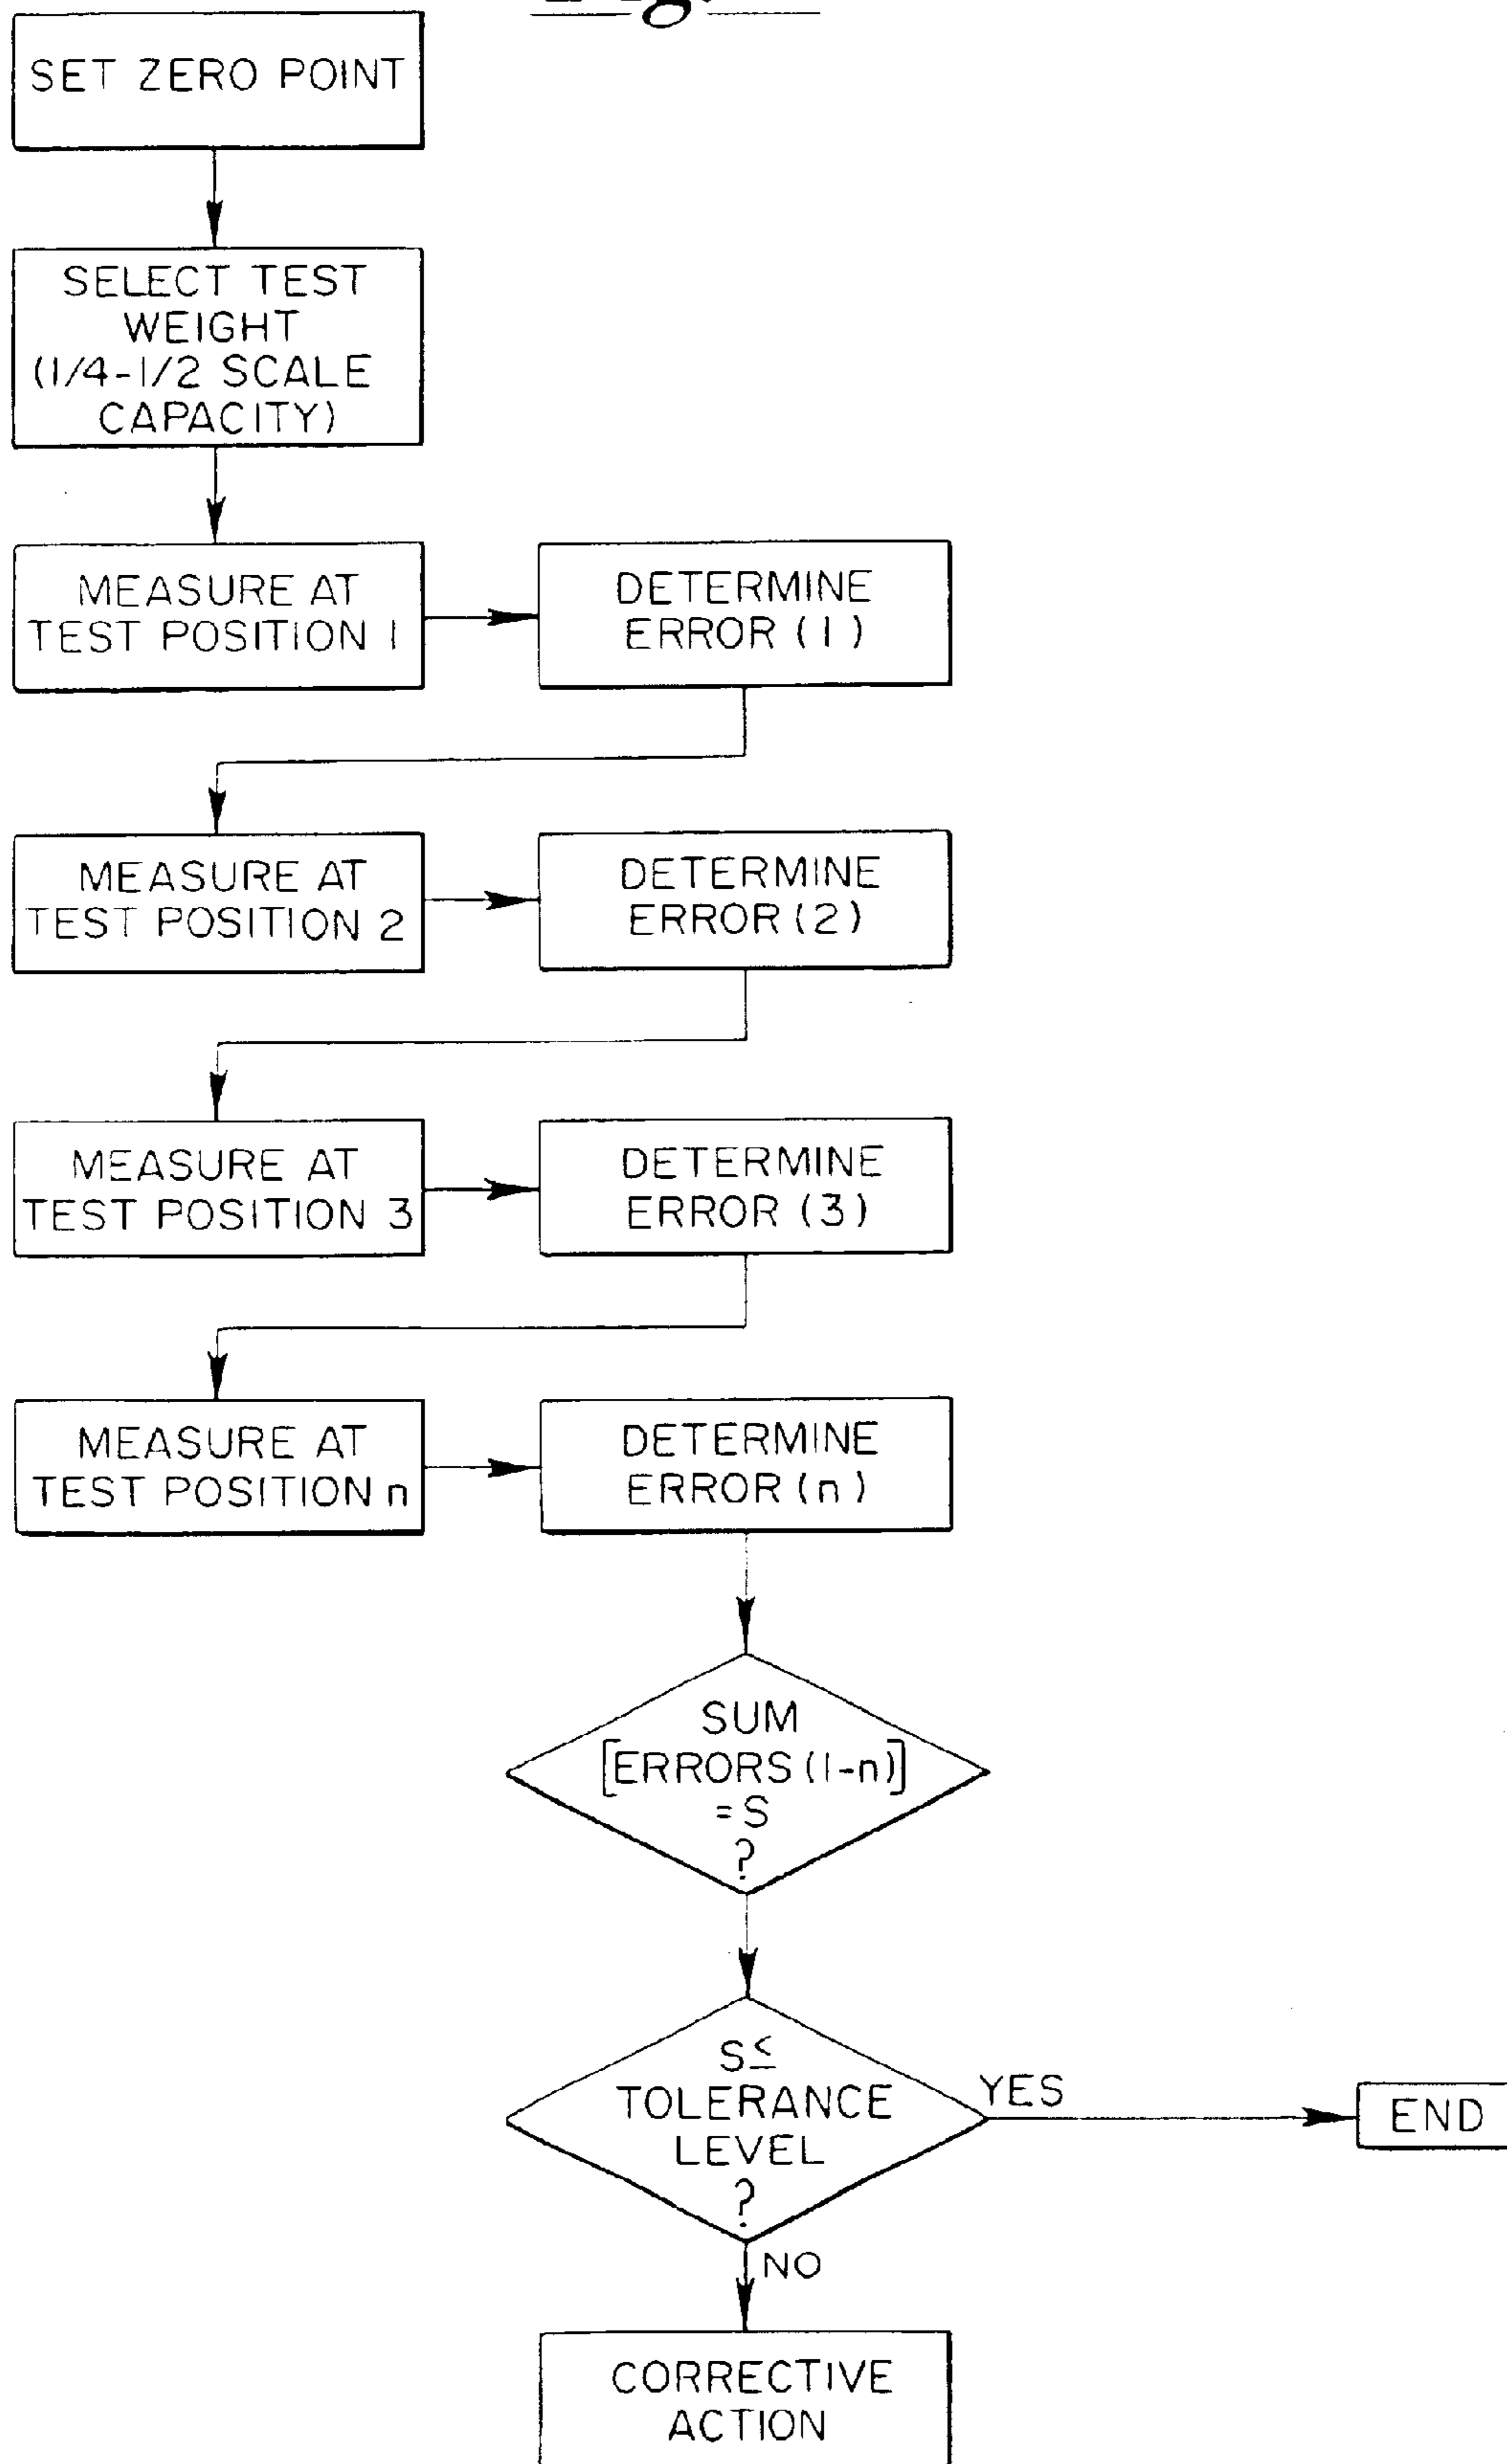 SET ZERO POINT
SELECT TEST
WEIGHT
(1/4-1/2 SCALE
CAPACITY)
MEASURE AT
TEST POSITION 1
DETERMINE
ERROR (1)
MEASURE AT
TEST POSITION 2
DETERMINE
ERROR (2)
MEASURE AT
TEST POSITION 3
DETERMINE
ERROR (3)
MEASURE AT
TEST POSITION n
DETERMINE
ERROR (n)
SUM
[ERRORS (1-n)]
=S
?
S≤
TOLERANCE
LEVEL
?
YES
END
NO
CORRECTIVE
ACTION